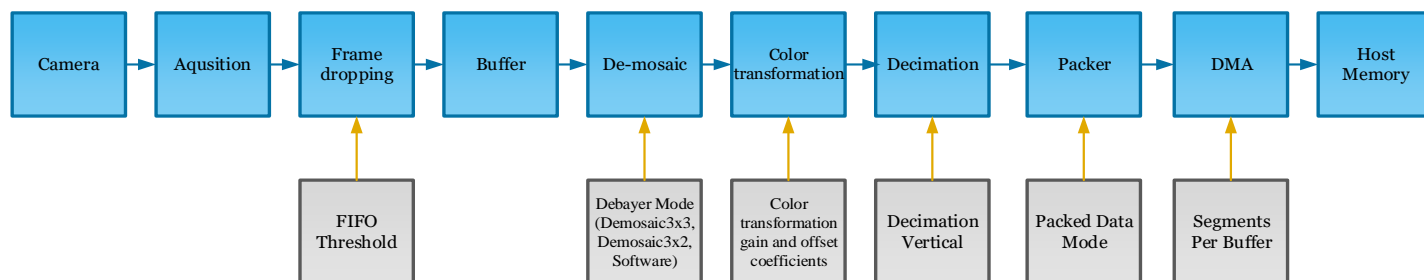 Camera
Aqusition
Frame
dropping
Buffer
De-mosaic
Color
transformation
Decimation
Packer
DMA
Host
Memory
FIFO
Threshold
Debayer Mode
(Demosaic3x3,
Demosaic3x2,
Software)
Color
transformation
gain and offset
coefficients
Decimation
Vertical
Packed Data
Mode
Segments
Per Buffer